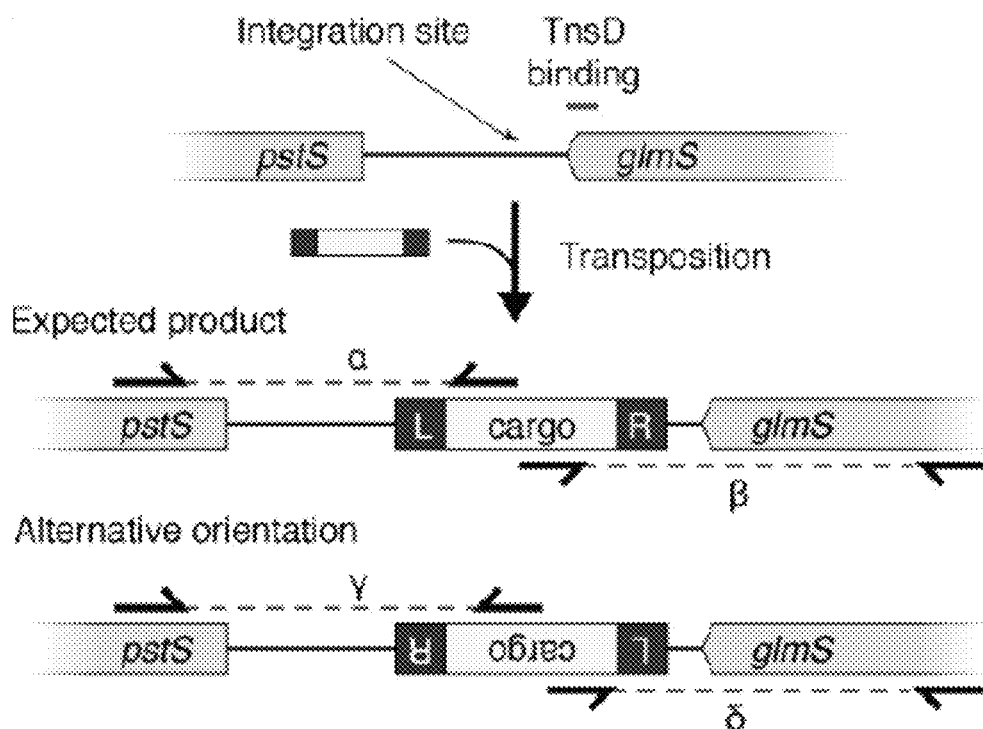 Integration site
TnsD
binding
pstS
glmS
Transposition
Expected product
α
pstS
L
cargo
R
glmS
β
Alternative orientation
γ
pstS
R
cargo
L
glmS
δ